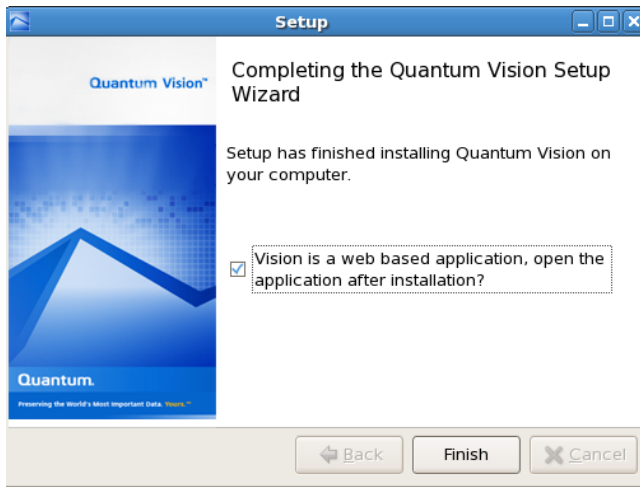 Setup
Quantum Vision™
Completing the Quantum Vision Setup
Wizard
Setup has finished installing Quantum Vision on
your computer.
Vision is a web based application, open the
application after installation?
Quantum.
Preserving the World's Most Important Data. Yours.™
Back
Finish
Cancel